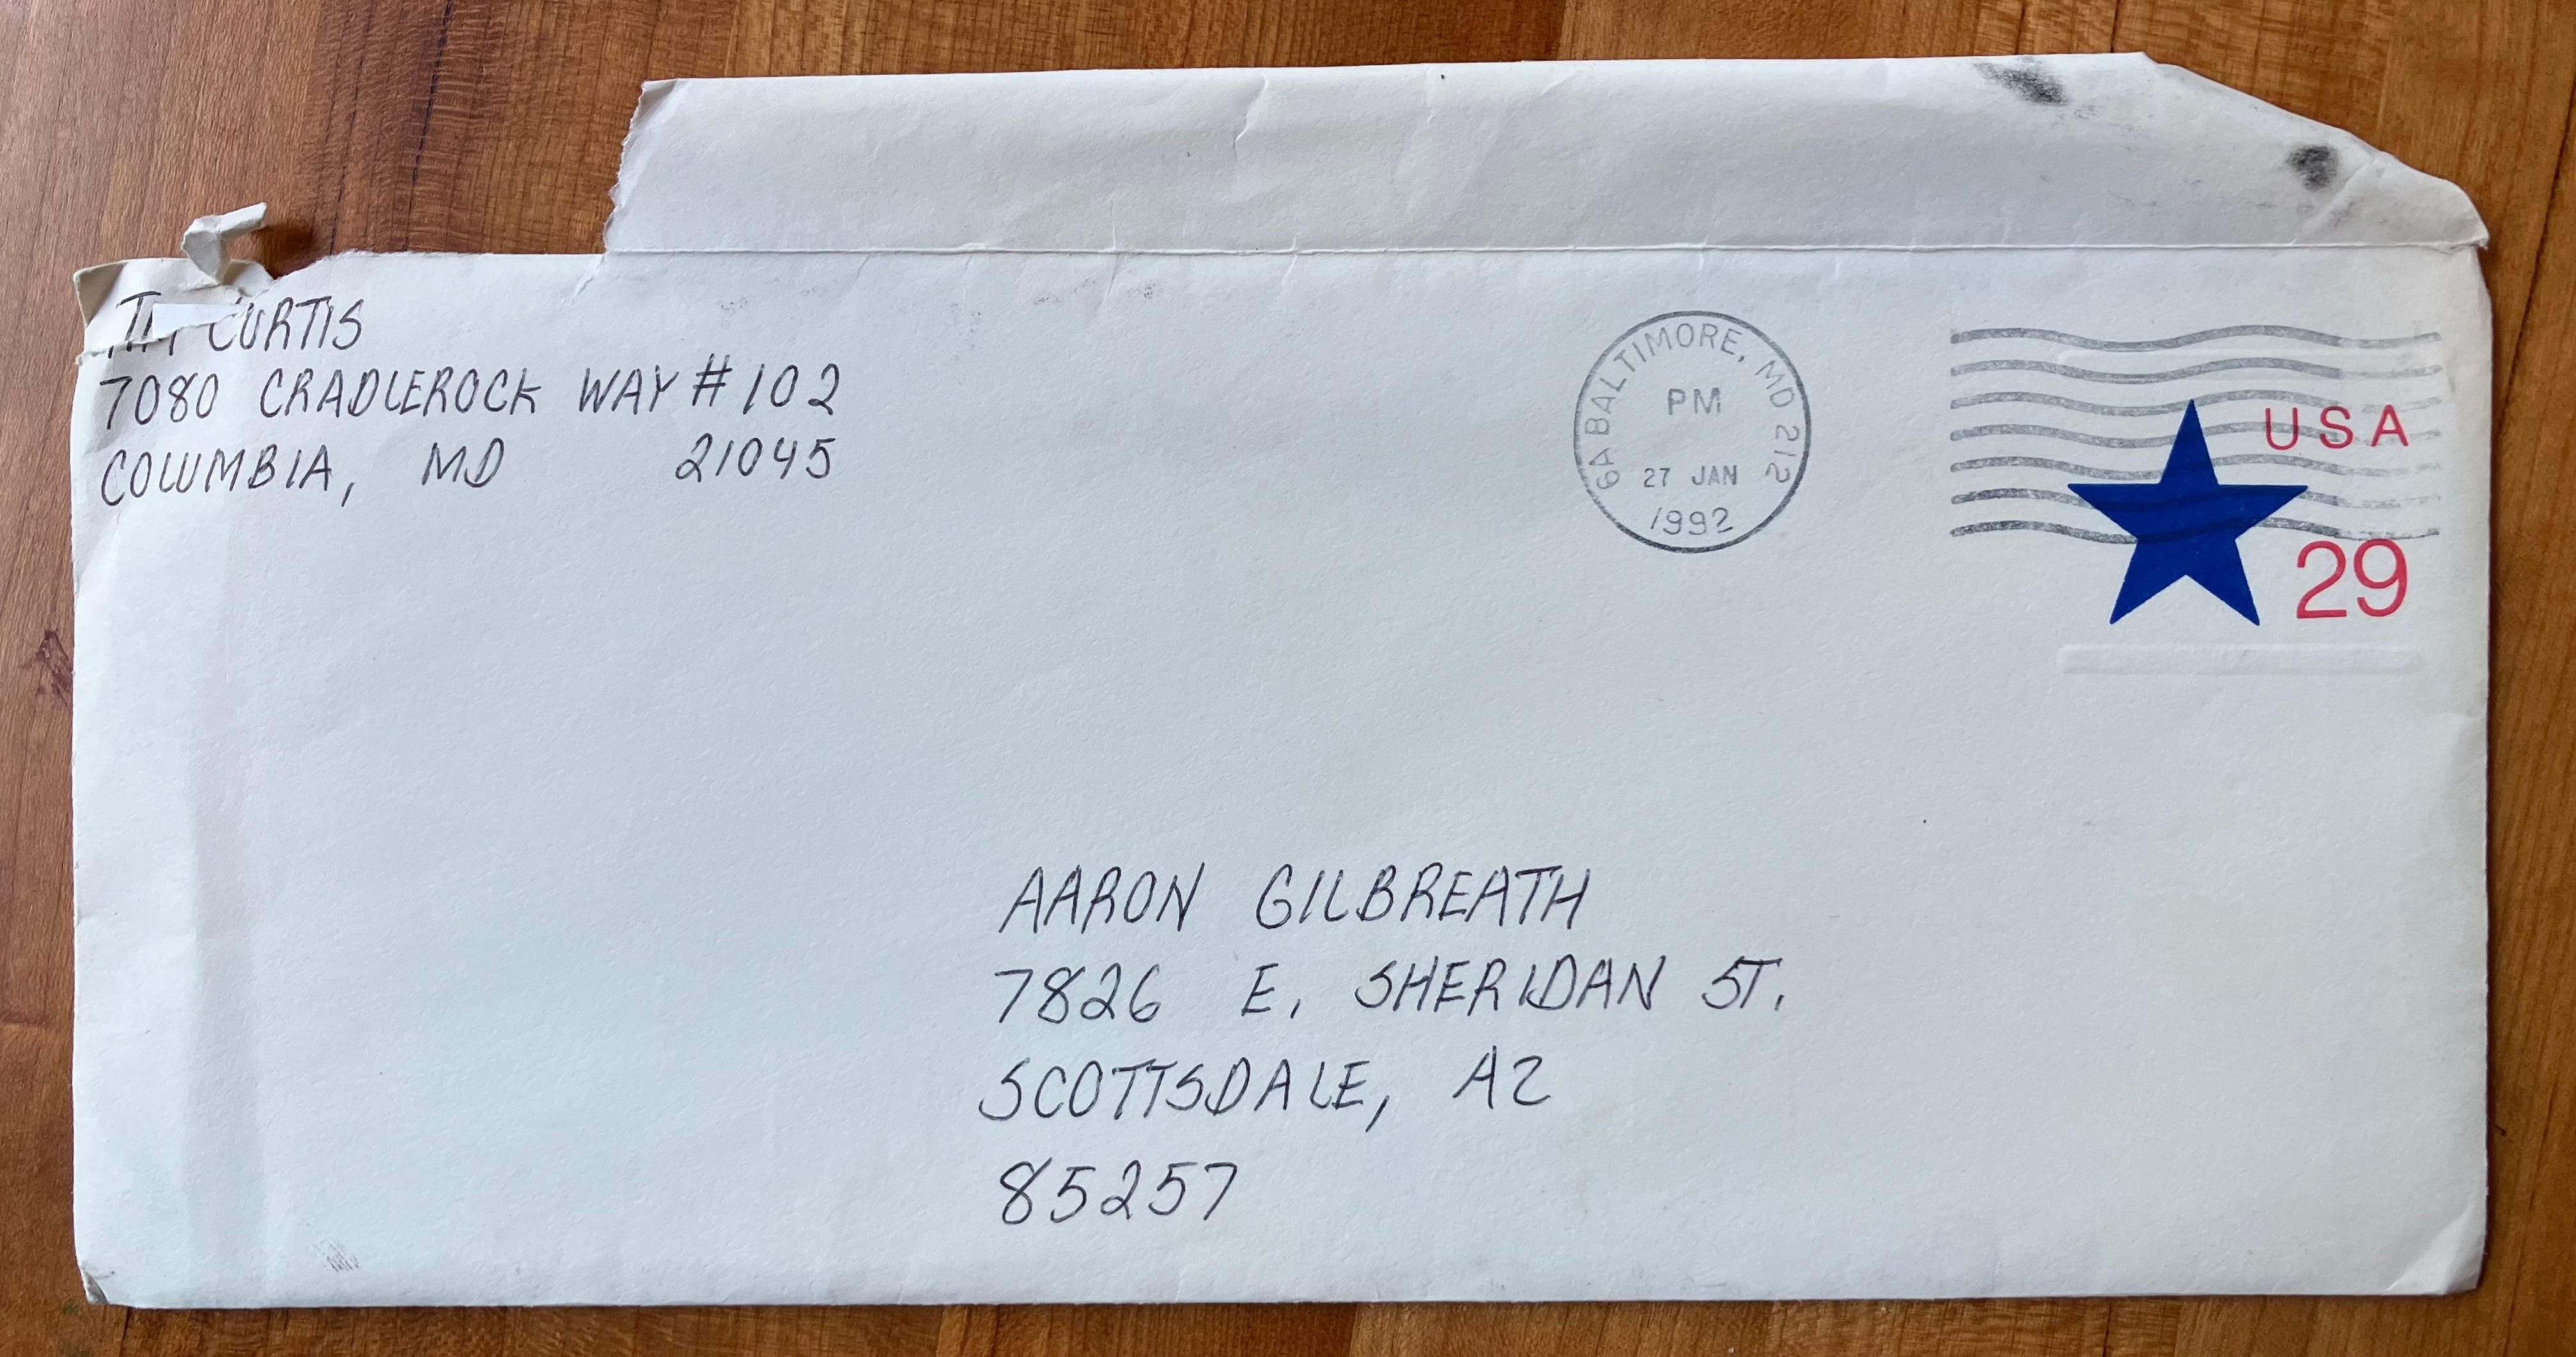 CURTIS
7080 CRADLEROCK WAY #102
COLUMBIA, MD 21045
6A BALTIMORE, MD 212
PM
27 JAN
1992
USA
29
AARON GILBREATH
7826 E. SHERIDAN ST.
SCOTTSDALE, AZ
85257